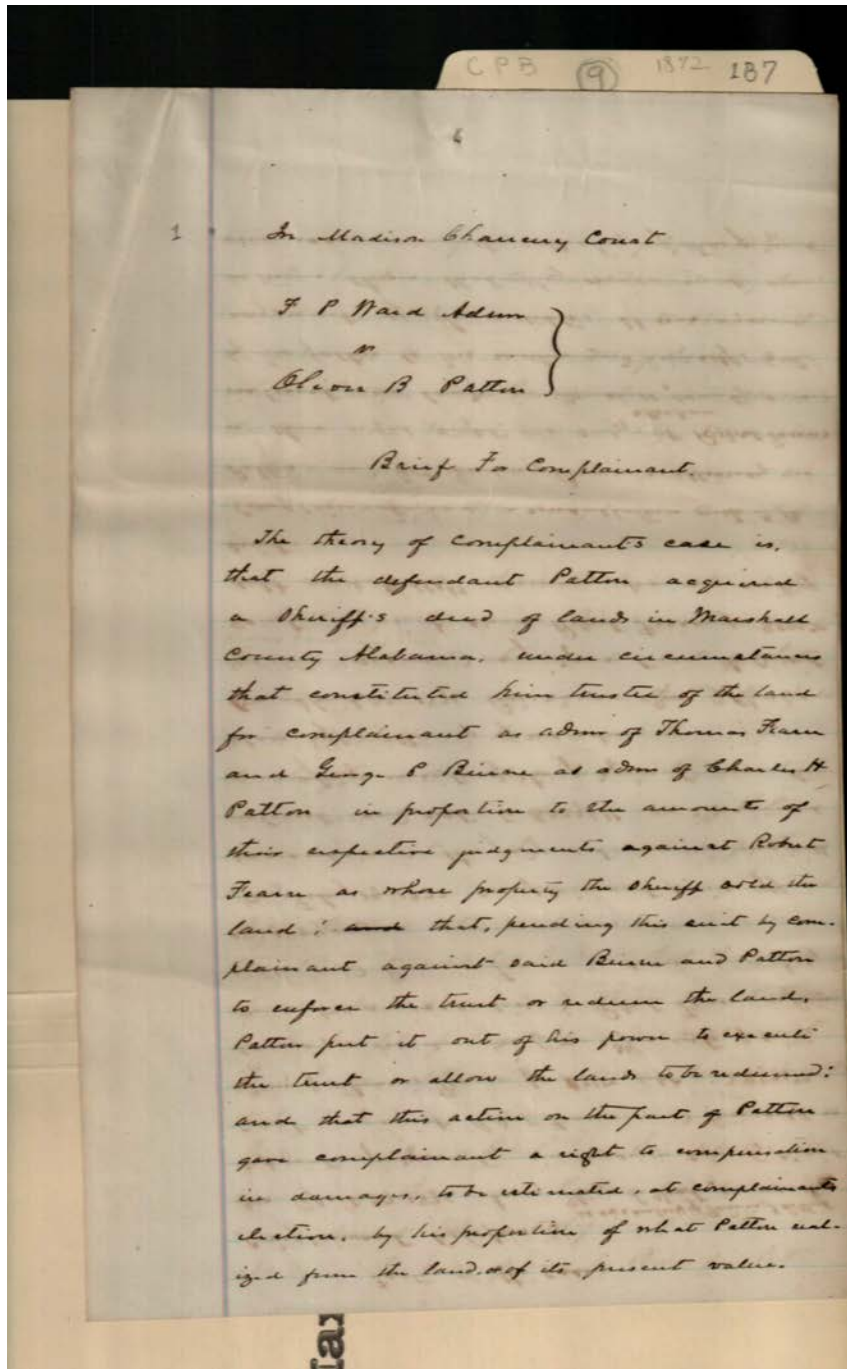 CPB 9 1872 187
6
1 In Madison Chancery Court
F P Ward Admr
v
Oliver B Patton
Brief For Complainant.
The theory of Complainant's case is,
that the defendant Patton acquired
a Sheriff's deed of lands in Marshall
County Alabama, under circumstances
that constituted him trustee of the land
for complainant as admr of Thomas Fearn
and George P Beirne as admr of Charles H
Patton in proportion to the amounts of
their respective judgments against Robert
Fearn as whose property the sheriff sold the
land; and that, pending this suit by com-
plainant against said Beirne and Patton
to enforce the trust or redeem the land,
Patton put it out of his power to execute
the trust or allow the lands to be redeemed:
and that this action on the part of Patton
gave complainant a right to compensation
in damages, to be estimated, at complainants
election, by his proportion of what Patton real-
ized from the land, or of its present value.